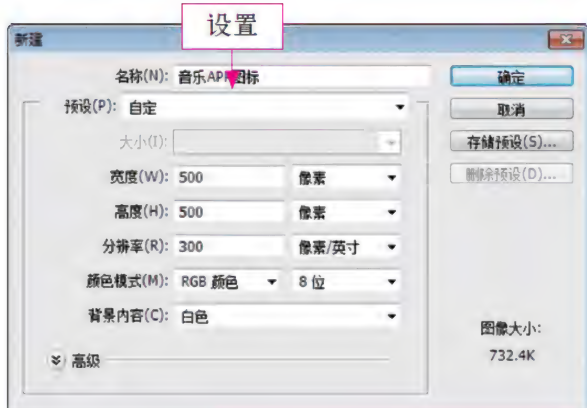 设置
新建
名称(N): 音乐APP图标
确定
预设(P): 自定
取消
大小(I):
存储预设(S)...
宽度(W): 500 像素
删除预设(D)...
高度(H): 500 像素
分辨率(R): 300 像素/英寸
颜色模式(M): RGB 颜色 8 位
背景内容(C): 白色
图像大小:
高级
732.4K